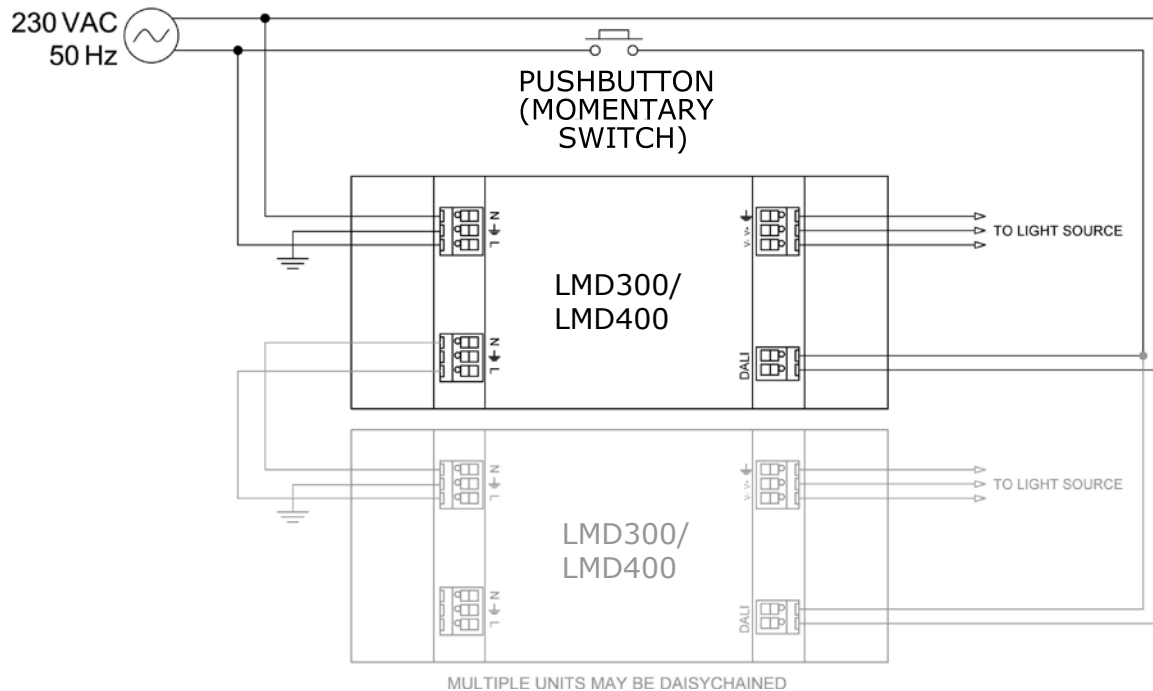 230 VAC
50 Hz
PUSHBUTTON
(MOMENTARY
SWITCH)
N
L
V+
V-
TO LIGHT SOURCE
LMD300/
LMD400
N
L
DALI
N
L
V+
V-
TO LIGHT SOURCE
LMD300/
LMD400
N
L
DALI
MULTIPLE UNITS MAY BE DAISYCHAINED